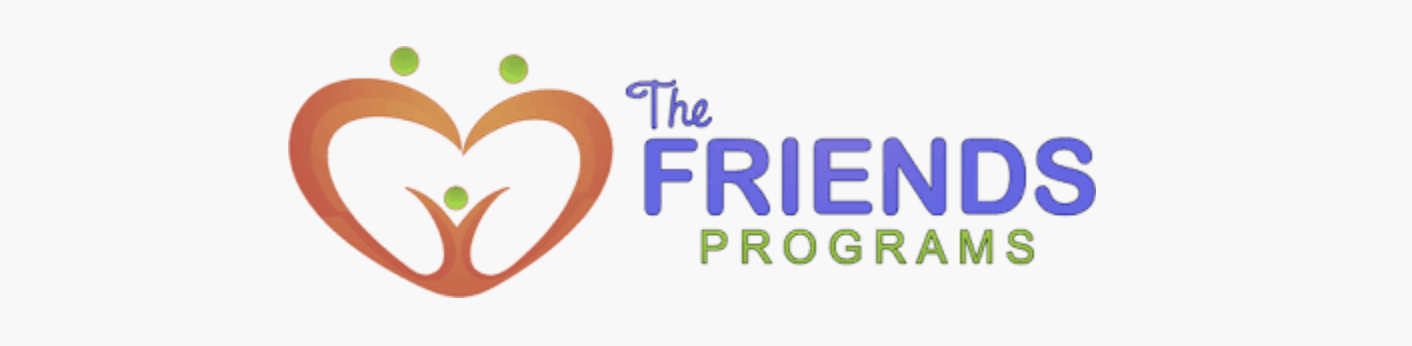 The
FRIENDS
PROGRAMS